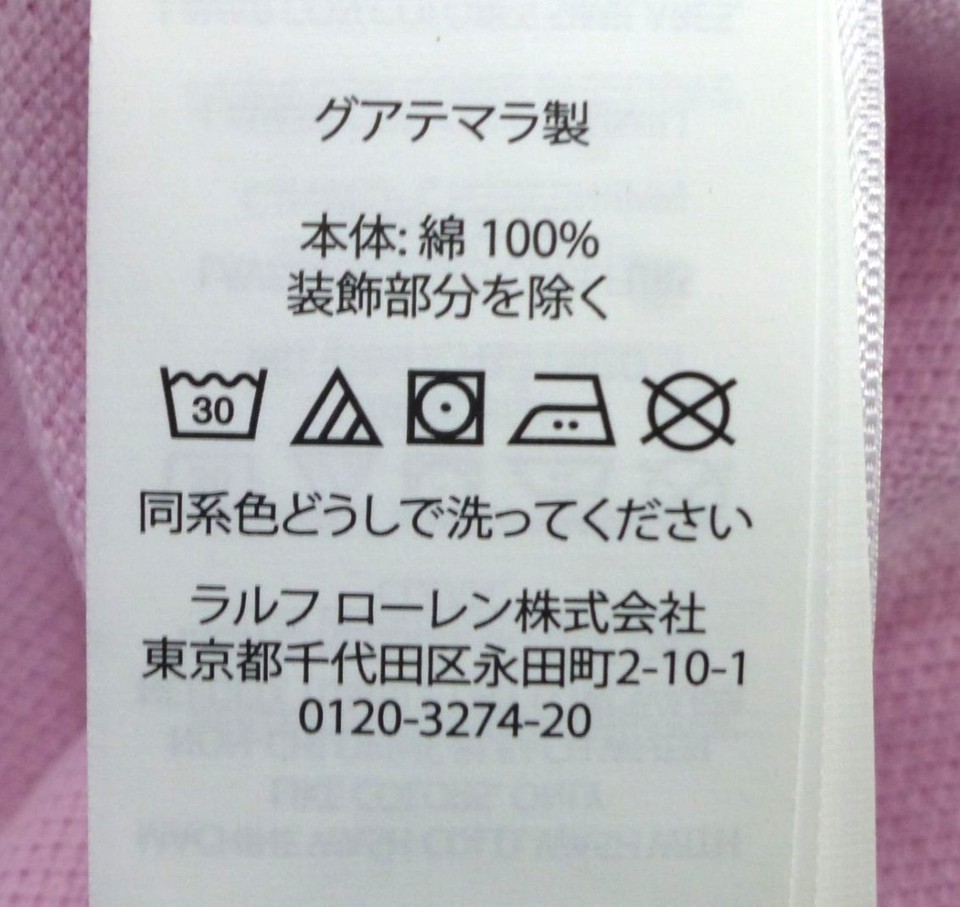 グアテマラ製
本体: 綿 100%
装飾部分を除く
30
同系色どうしで洗ってください
ラルフ ローレン株式会社
東京都千代田区永田町2-10-1
0120-3274-20